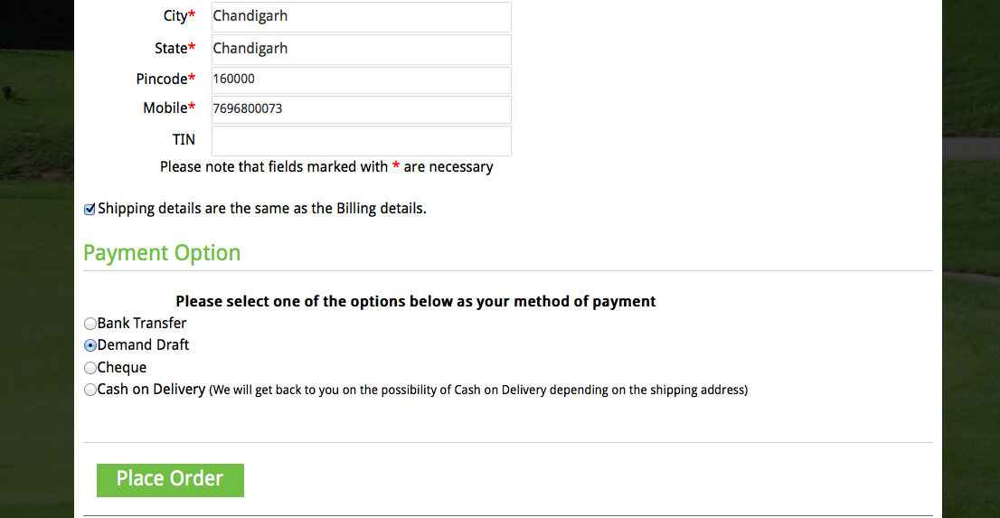 City* Chandigarh
State* Chandigarh
Pincode* 160000
Mobile* 7696800073
TIN
Please note that fields marked with * are necessary
Shipping details are the same as the Billing details.
Payment Option
Please select one of the options below as your method of payment
Bank Transfer
Demand Draft
Cheque
Cash on Delivery (We will get back to you on the possibility of Cash on Delivery depending on the shipping address)
Place Order